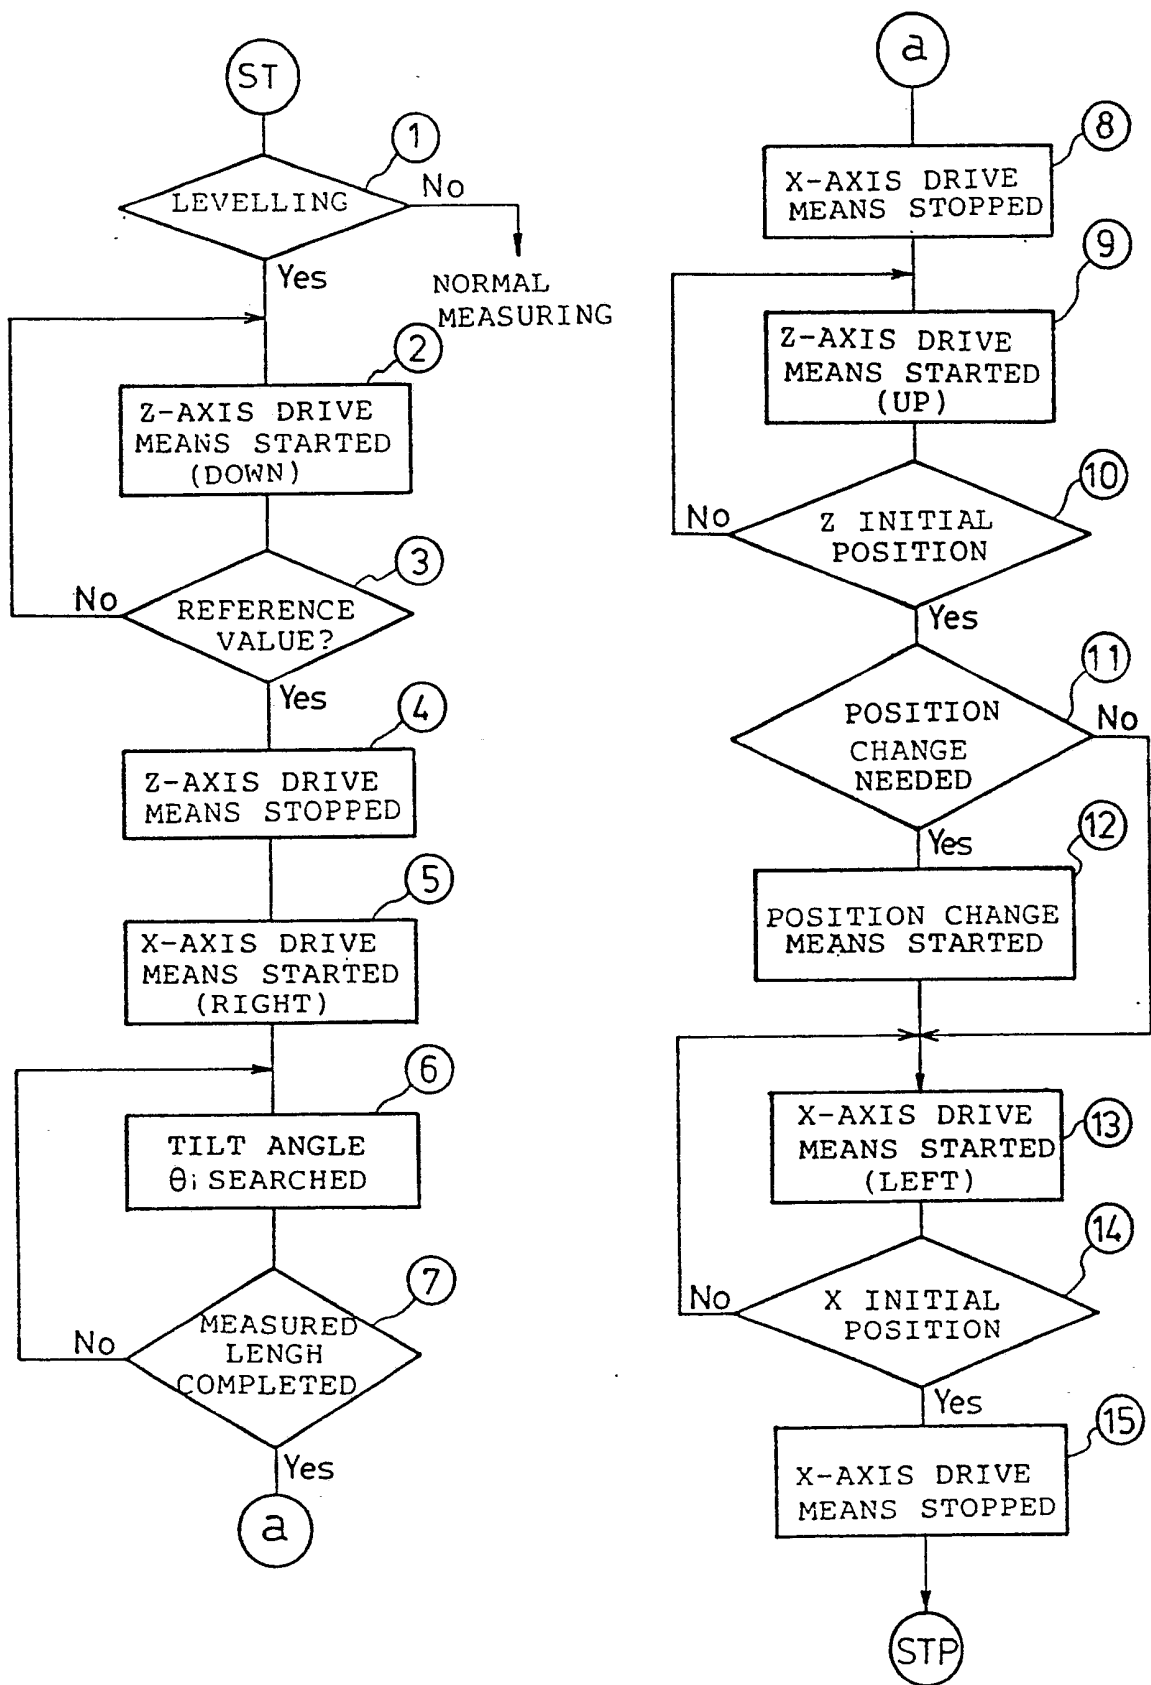 ST
1
LEVELLING
No
Yes
NORMAL
MEASURING
2
Z-AXIS DRIVE
MEANS STARTED
(DOWN)
3
No
REFERENCE
VALUE?
Yes
4
Z-AXIS DRIVE
MEANS STOPPED
5
X-AXIS DRIVE
MEANS STARTED
(RIGHT)
6
TILT ANGLE
θi SEARCHED
7
MEASURED
No
LENGH
COMPLETED
Yes
a
a
8
X-AXIS DRIVE
MEANS STOPPED
9
Z-AXIS DRIVE
MEANS STARTED
(UP)
10
No
Z INITIAL
POSITION
Yes
11
POSITION
No
CHANGE
NEEDED
Yes
12
POSITION CHANGE
MEANS STARTED
X-AXIS DRIVE
13
MEANS STARTED
(LEFT)
14
No
X INITIAL
POSITION
Yes
15
X-AXIS DRIVE
MEANS STOPPED
STP